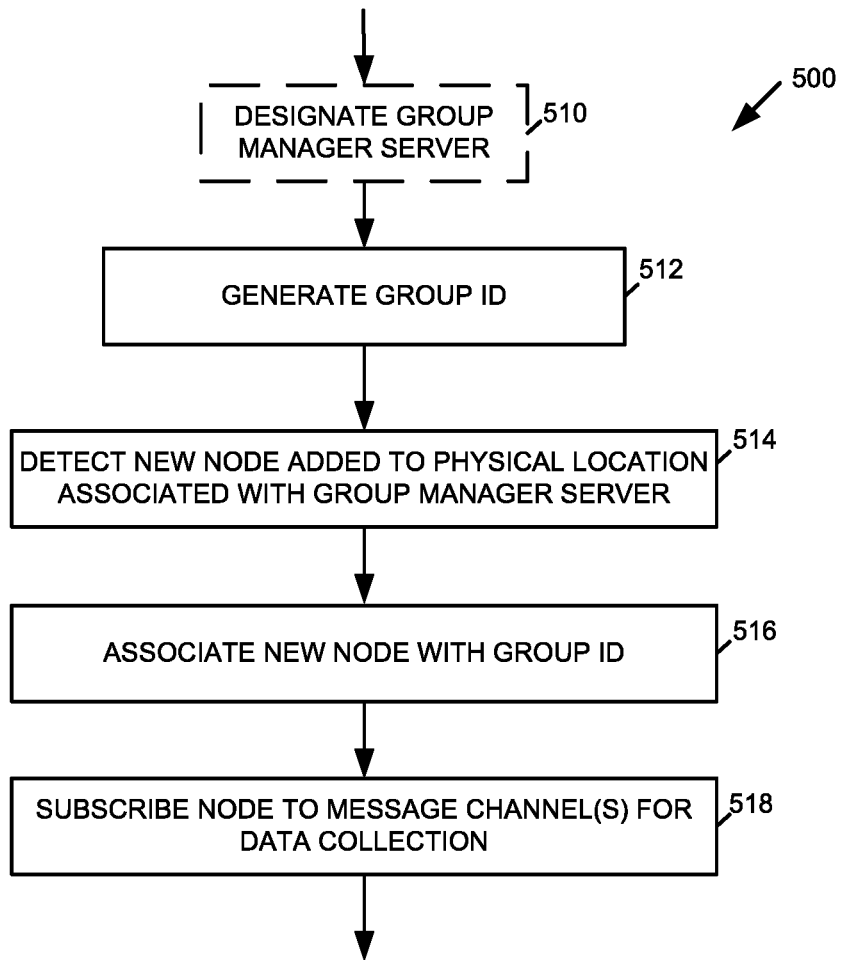 500
DESIGNATE GROUP
MANAGER SERVER
510
GENERATE GROUP ID
512
DETECT NEW NODE ADDED TO PHYSICAL LOCATION
ASSOCIATED WITH GROUP MANAGER SERVER
514
ASSOCIATE NEW NODE WITH GROUP ID
516
SUBSCRIBE NODE TO MESSAGE CHANNEL(S) FOR
DATA COLLECTION
518